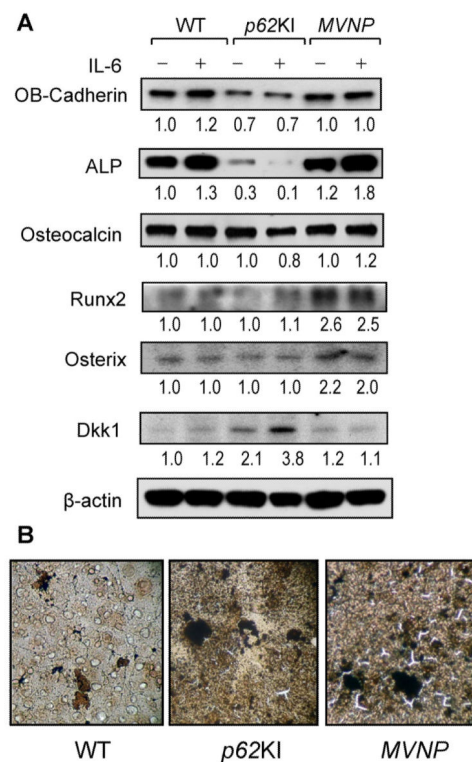 A
WT p62KI MVNP
IL-6 – + – + – +
OB-Cadherin
1.0 1.2 0.7 0.7 1.0 1.0
ALP
1.0 1.3 0.3 0.1 1.2 1.8
Osteocalcin
1.0 1.0 1.0 0.8 1.0 1.2
Runx2
1.0 1.0 1.0 1.1 2.6 2.5
Osterix
1.0 1.0 1.0 1.0 2.2 2.0
Dkk1
1.0 1.2 2.1 3.8 1.2 1.1
β-actin
B
WT p62KI MVNP